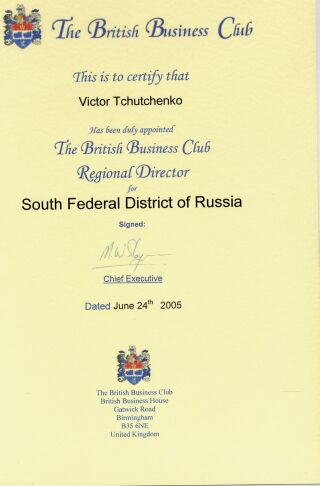 The British Business Club
This is to certify that
Victor Tchutchenko
Has been duly appointed
The British Business Club
Regional Director
for
South Federal District of Russia
Signed:
Chief Executive
Dated June 24th 2005
The British Business Club
British Business House
Gatwick Road
Birmingham
B35 6NE
United Kingdom